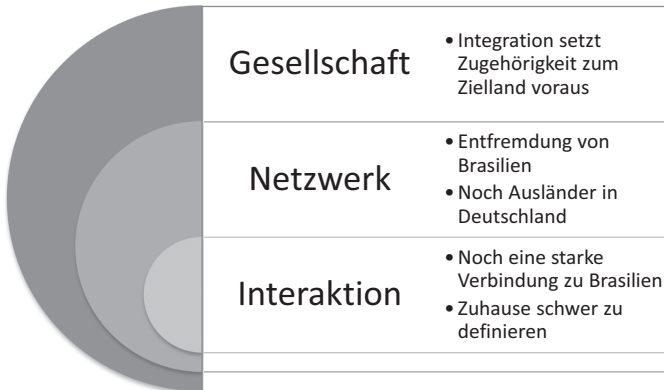 Gesellschaft
• Integration setzt
Zugehörigkeit zum
Zielland voraus
Netzwerk
• Entfremdung von
Brasilien
• Noch Ausländer in
Deutschland
Interaktion
• Noch eine starke
Verbindung zu Brasilien
• Zuhause schwer zu
definieren